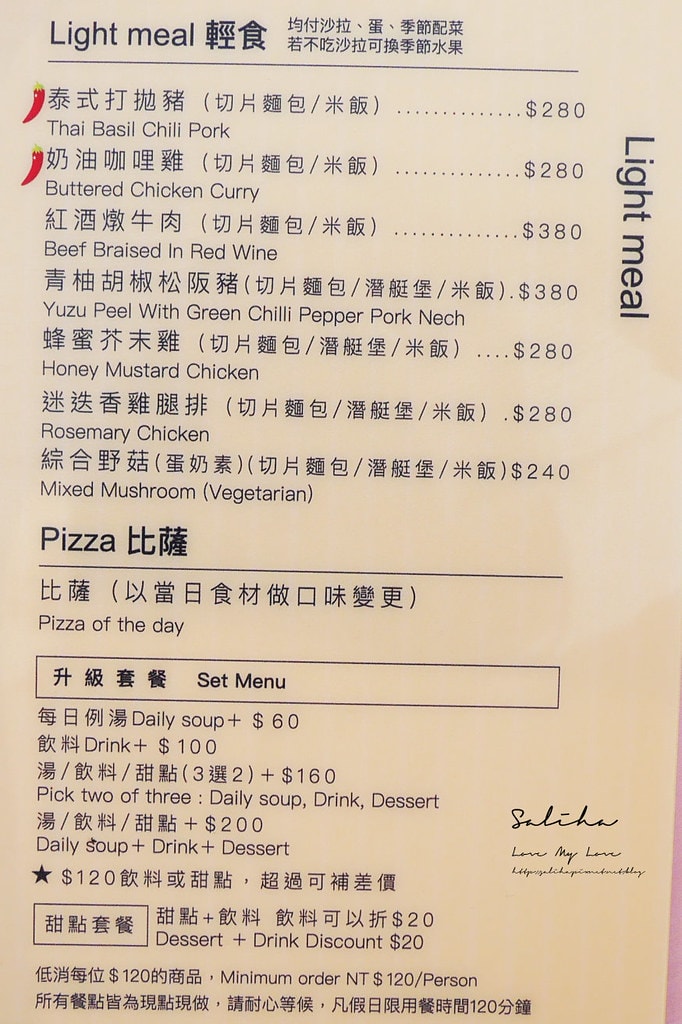 Light meal 輕食
均付沙拉、蛋、季節配菜
若不吃沙拉可換季節水果
泰式打拋豬 (切片麵包/米飯) ..............$280
Thai Basil Chili Pork
奶油咖哩雞 (切片麵包/米飯) ..............$280
Buttered Chicken Curry
紅酒燉牛肉 (切片麵包/米飯) ..............$380
Beef Braised In Red Wine
青柚胡椒松阪豬(切片麵包/潛艇堡/米飯).$380
Yuzu Peel With Green Chilli Pepper Pork Nech
蜂蜜芥末雞 (切片麵包/潛艇堡/米飯) ....$280
Honey Mustard Chicken
迷迭香雞腿排 (切片麵包/潛艇堡/米飯) .$280
Rosemary Chicken
綜合野菇(蛋奶素)(切片麵包/潛艇堡/米飯)$240
Mixed Mushroom (Vegetarian)
Light meal
Pizza 比薩
比薩 (以當日食材做口味變更)
Pizza of the day
升級套餐 Set Menu
每日例湯Daily soup+ $60
飲料Drink+ $100
湯/飲料/甜點(3選2)+$160
Pick two of three : Daily soup, Drink, Dessert
湯/飲料/甜點+$200
Daily soup+ Drink+ Dessert
★ $120飲料或甜點，超過可補差價
甜點套餐
甜點+飲料 飲料可以折$20
Dessert + Drink Discount $20
低消每位$120的商品，Minimum order NT$120/Person
所有餐點皆為現點現做，請耐心等候，凡假日限用餐時間120分鐘
Saliha
Love My Love
http://saliha.pixnet.net/blog